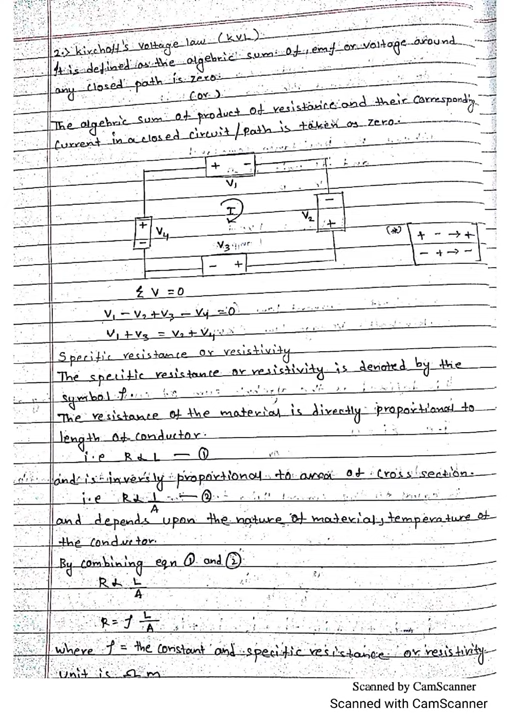 2.> kirchoff's voltage law (KVL)
It is defined as the algebric sum of, emf or voltage around
any closed path is zero.
(or)
The algebric sum of product of resistance and their corresponding
current in a closed circuit/path is taken as zero.
+ -
V1
+
-
V4
I
V2
-
+
V3
- +
(*) + - → +
- + → -
Σ V = 0
V1 - V2 + V3 - V4 = 0
V1 + V3 = V2 + V4
Specific resistance or resistivity
The specific resistance or resistivity is denoted by the
symbol ρ
The resistance of the material is directly proportional to
length of conductor.
i.e R α L — ①
and is inversly proportional to area of cross section.
i.e R α 1/A — ②
and depends upon the nature of material, temperature of
the conductor.
By combining eqn ① and ②
R α L/A
R = ρ L/A
where ρ = the constant and specific resistance or resistivity
unit is Ω m
Scanned by CamScanner
Scanned with CamScanner